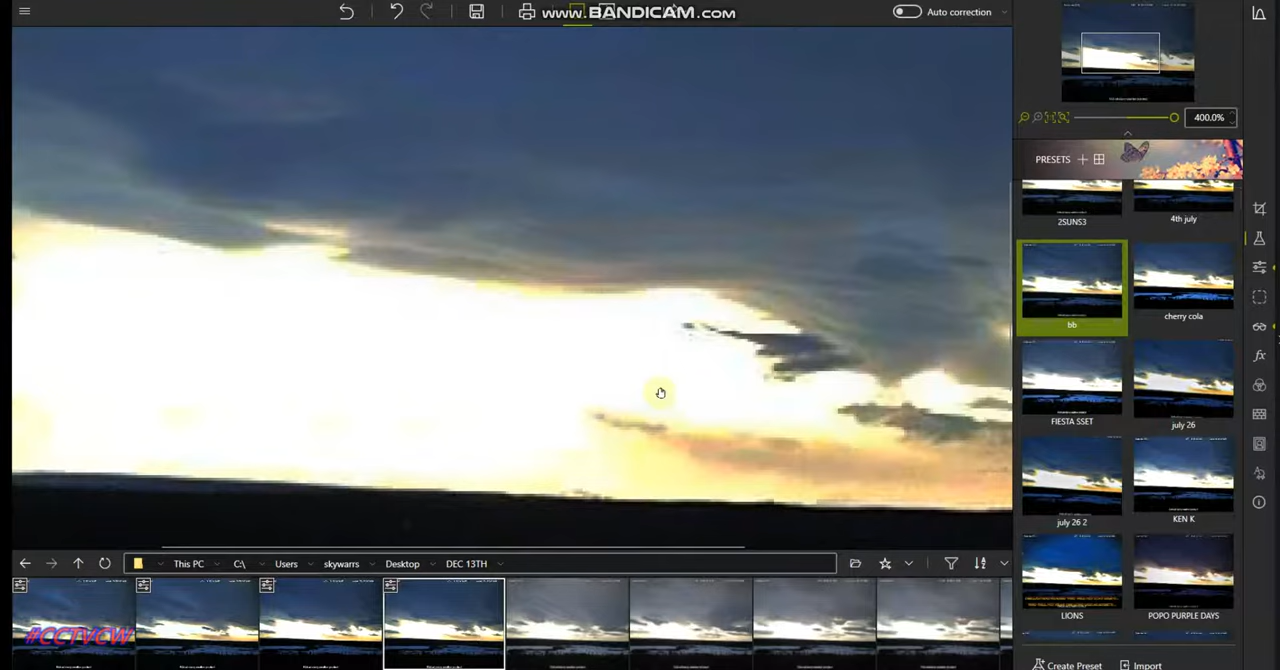 www.BANDICAM.com
Auto correction
400.0%
PRESETS
2SUNS3
4th july
bb
cherry cola
FIESTA SSET
july 26
july 26 2
KEN K
LIONS
POPO PURPLE DAYS
This PC
C:\
Users
skywarrs
Desktop
DEC 13TH
#CCTVCW
Create Preset
Import